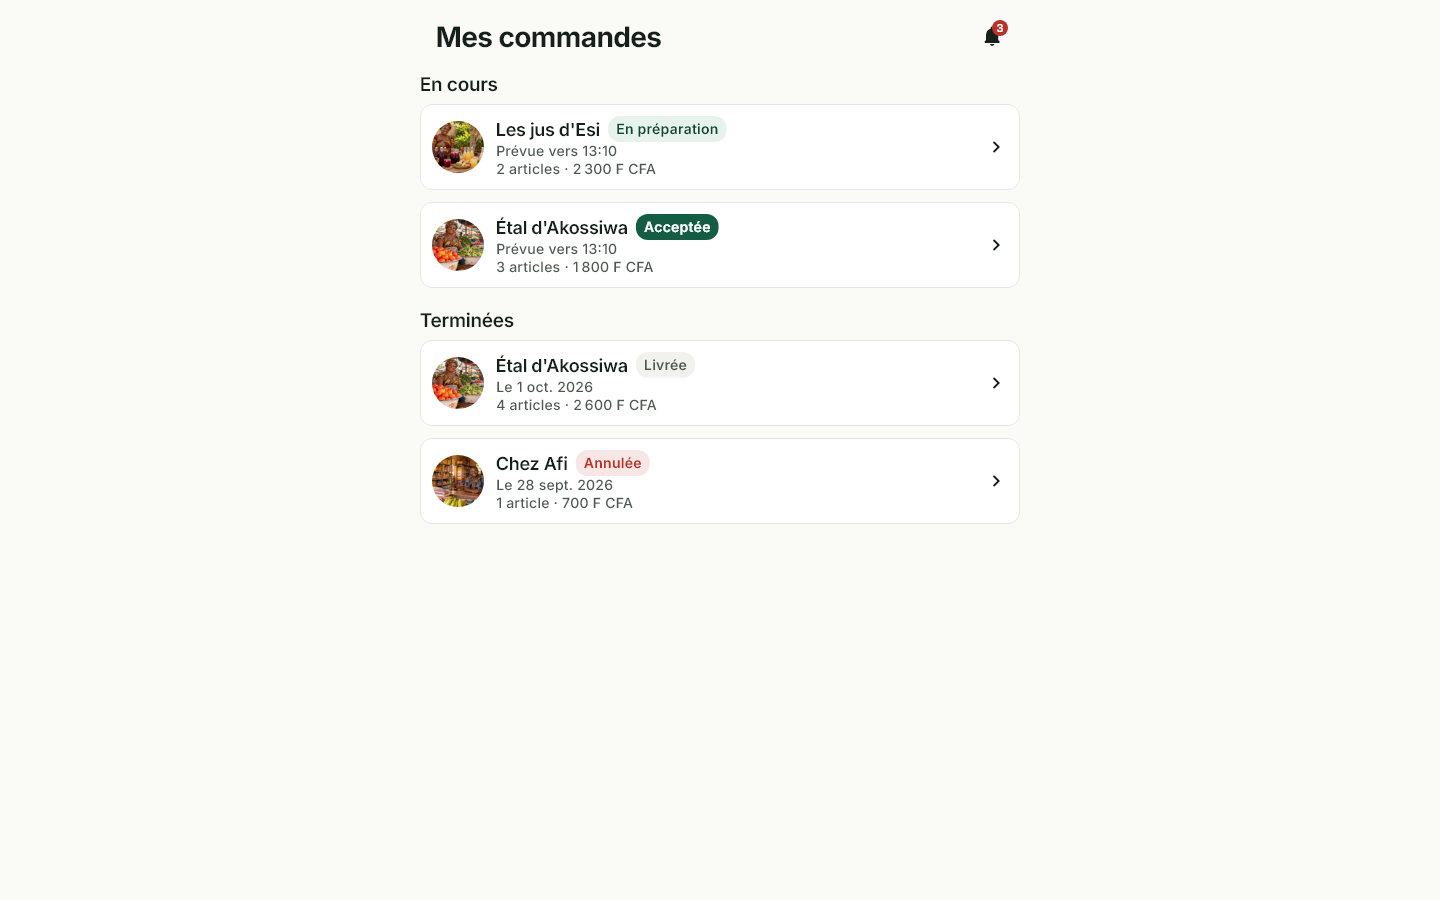 Mes commandes
3
En cours
Les jus d'Esi En préparation
Prévue vers 13:10
2 articles · 2 300 F CFA
Étal d'Akossiwa Acceptée
Prévue vers 13:10
3 articles · 1 800 F CFA
Terminées
Étal d'Akossiwa Livrée
Le 1 oct. 2026
4 articles · 2 600 F CFA
Chez Afi Annulée
Le 28 sept. 2026
1 article · 700 F CFA